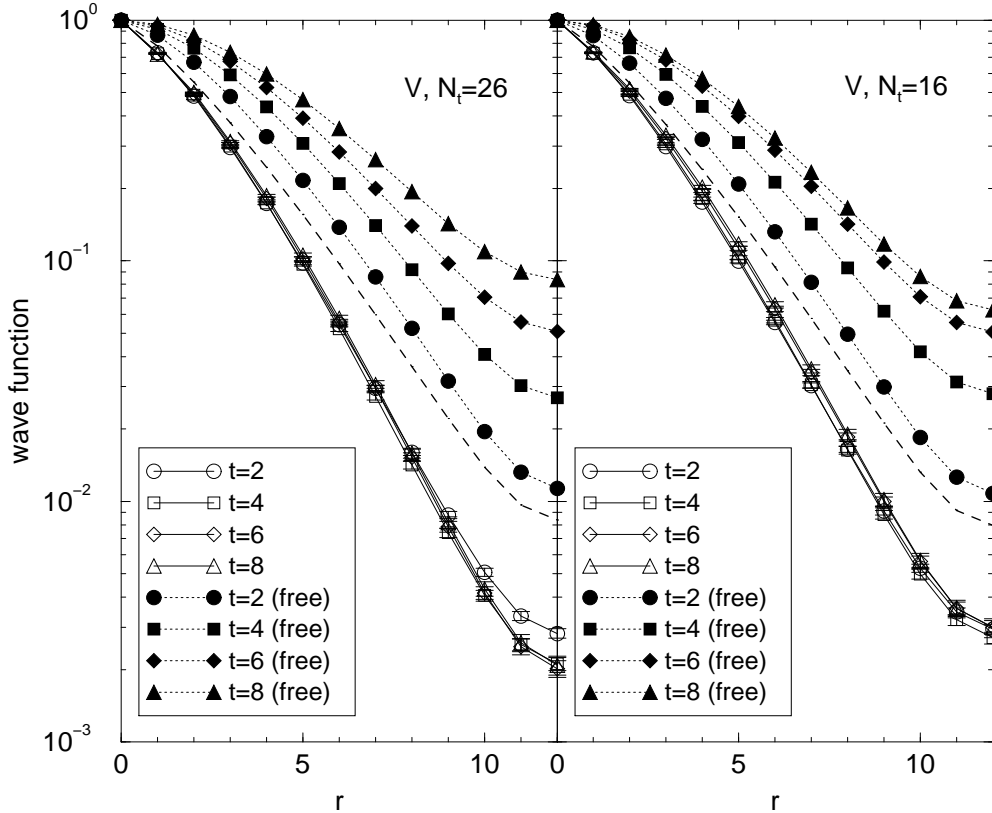 10^0
V, N_t=26
V, N_t=16
10^{-1}
wave function
10^{-2}
t=2
t=4
t=6
t=8
t=2 (free)
t=4 (free)
t=6 (free)
t=8 (free)
t=2
t=4
t=6
t=8
t=2 (free)
t=4 (free)
t=6 (free)
t=8 (free)
10^{-3}
0 5 10 0 5 10
r r